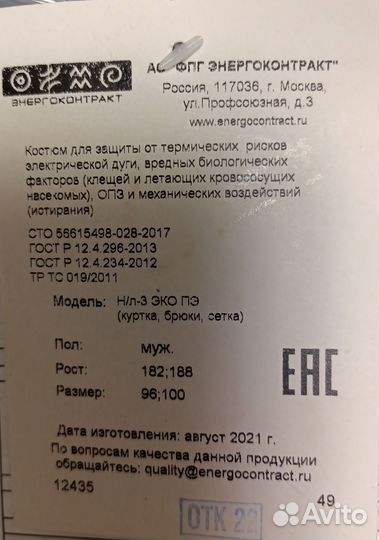 АО "ФПГ ЭНЕРГОКОНТРАКТ"
Россия, 117036, г. Москва,
ул.Профсоюзная, д.3
www.energocontract.ru
ЭНЕРГОКОНТРАКТ
Костюм для защиты от термических рисков
электрической дуги, вредных биологических
факторов (клещей и летающих кровососущих
насекомых), ОПЗ и механических воздействий
(истирания)
СТО 56615498-028-2017
ГОСТ Р 12.4.296-2013
ГОСТ Р 12.4.234-2012
ТР ТС 019/2011
Модель: Н/л-3 ЭКО ПЭ
(куртка, брюки, сетка)
Пол: муж.
Рост: 182;188
Размер: 96;100
EAC
Дата изготовления: август 2021 г.
По вопросам качества данной продукции
обращайтесь: quality@energocontract.ru
12435
49
ОТК 22
Avito